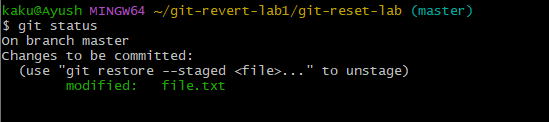 kaku@Ayush MINGW64 ~/git-revert-lab1/git-reset-lab (master)
$ git status
On branch master
Changes to be committed:
  (use "git restore --staged <file>..." to unstage)
        modified:   file.txt